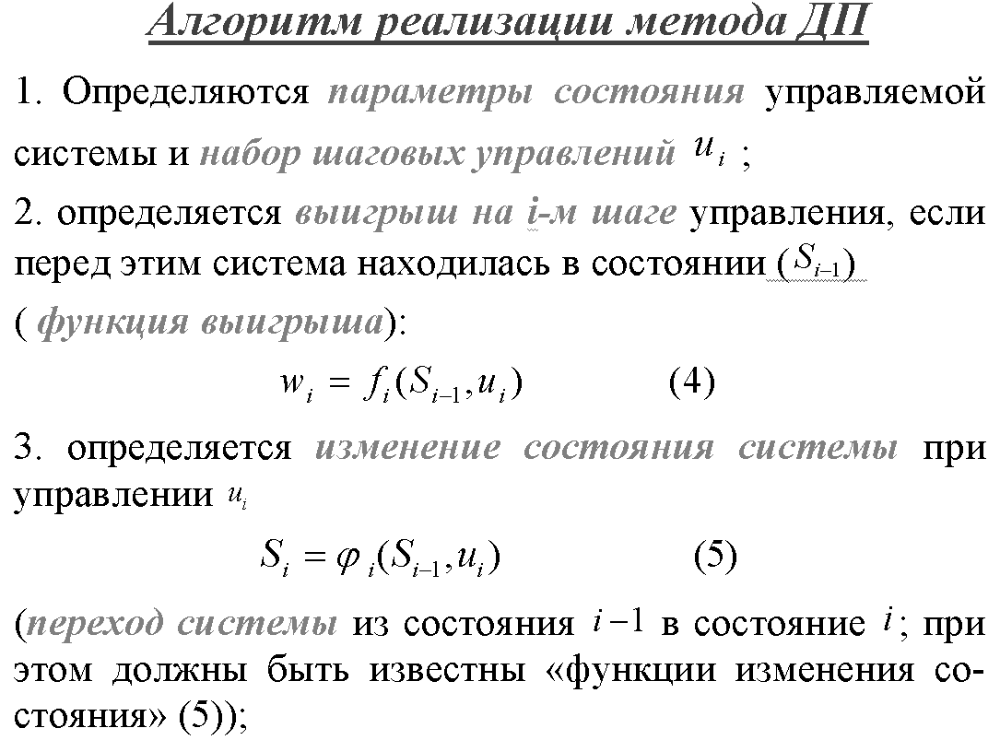 Алгоритм реализации метода ДП
1. Определяются параметры состояния управляемой
системы и набор шаговых управлений u_i ;
2. определяется выигрыш на i-м шаге управления, если
перед этим система находилась в состоянии (S_{i−1})
( функция выигрыша):
w_i = f_i(S_{i−1}, u_i) (4)
3. определяется изменение состояния системы при
управлении u_i
S_i = φ_i(S_{i−1}, u_i) (5)
(переход системы из состояния i −1 в состояние i; при
этом должны быть известны «функции изменения со-
стояния» (5));